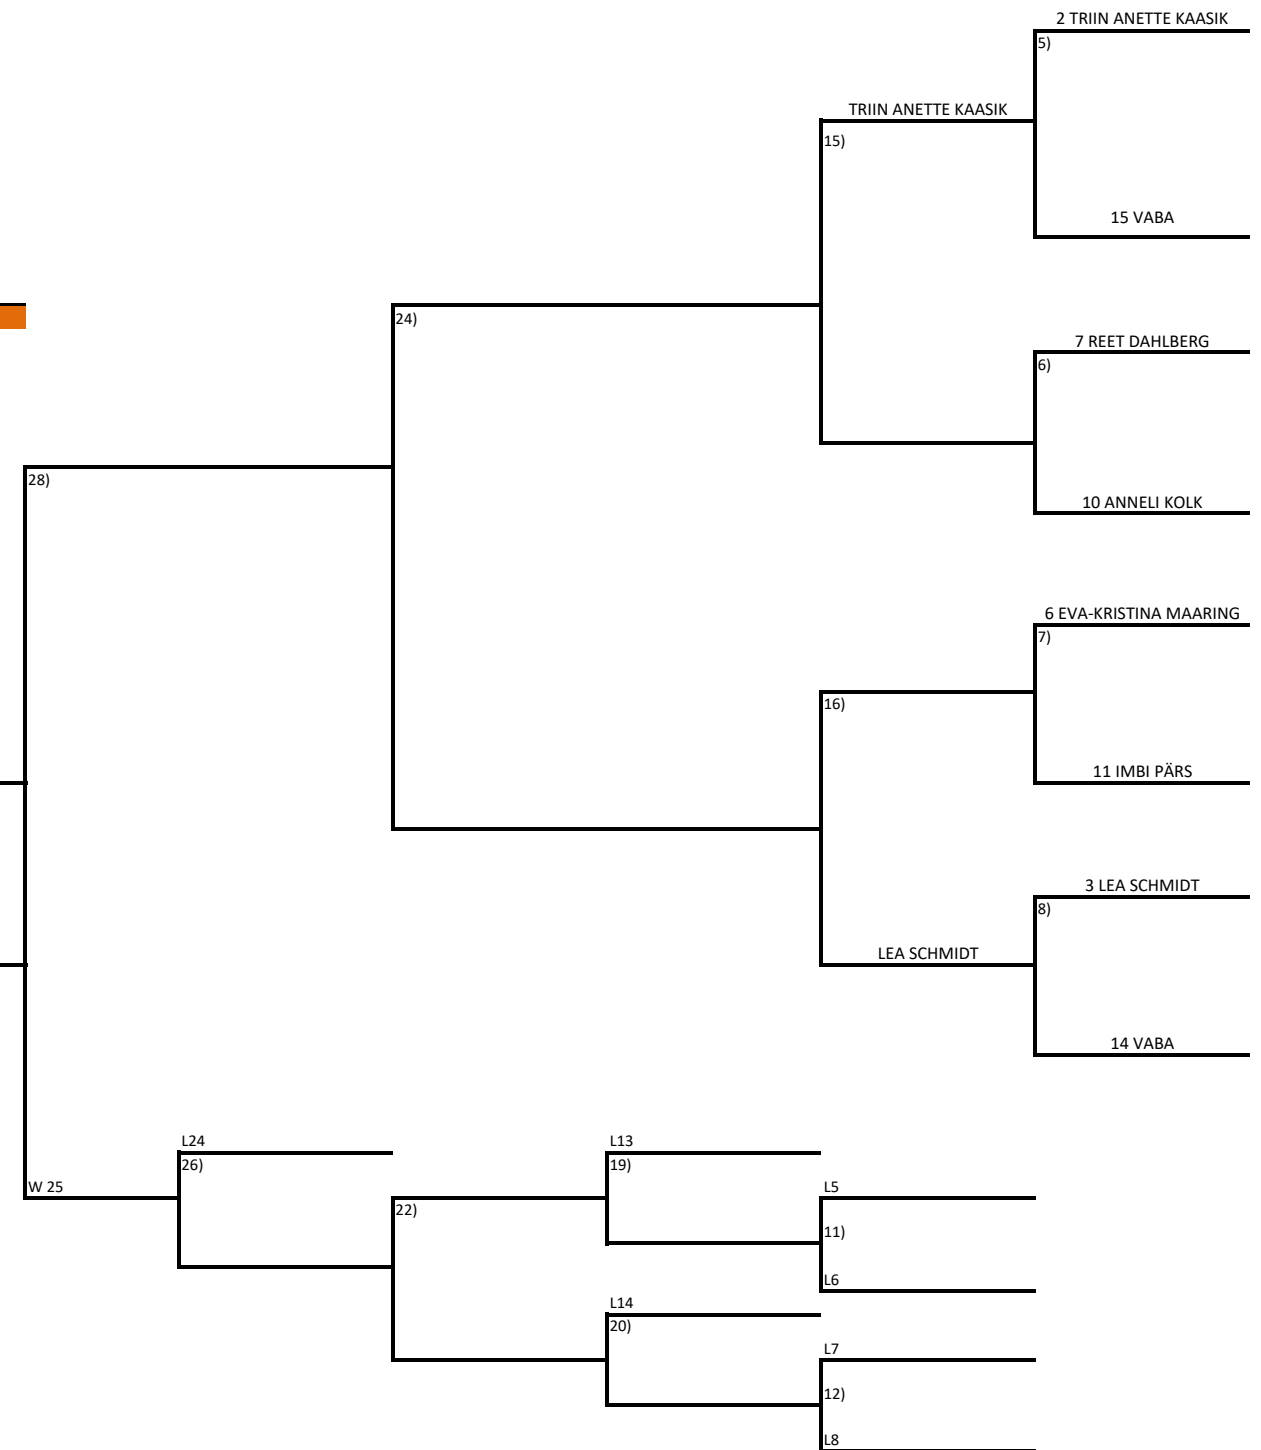 2 TRIIN ANETTE KAASIK
5)
TRIIN ANETTE KAASIK
15)
15 VABA
24)
7 REET DAHLBERG
6)
28)
10 ANNELI KOLK
6 EVA-KRISTINA MAARING
7)
16)
11 IMBI PÄRS
3 LEA SCHMIDT
8)
LEA SCHMIDT
14 VABA
L24
L13
26)
19)
W 25
L5
22)
11)
L6
L14
20)
L7
12)
L8